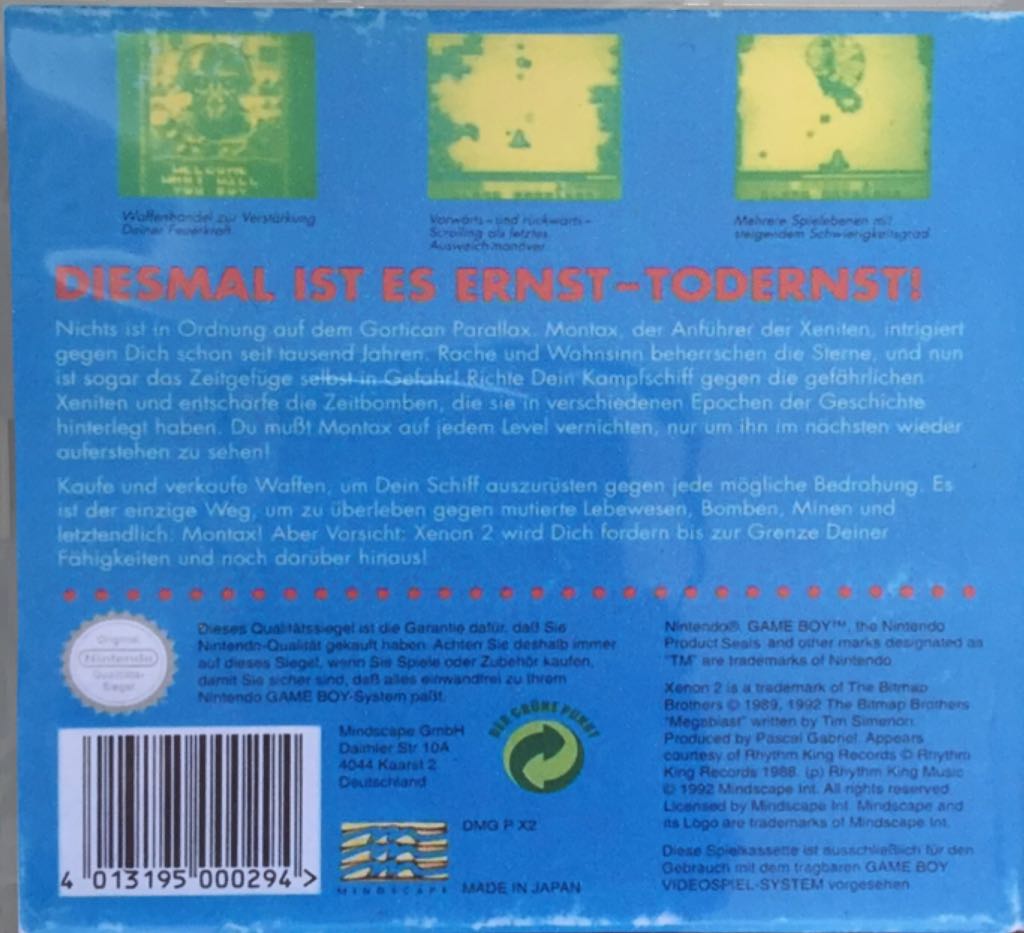 WELCOME
WHAT WILL
YOU BUY
Waffenhandel zur Verstärkung
Deiner Feuerkraft
Vorwärts- und rückwärts-
Scrolling als letztes
Ausweichmanöver
Mehrere Spielebenen mit
steigendem Schwierigkeitsgrad
DIESMAL IST ES ERNST-TODERNST!
Nichts ist in Ordnung auf dem Gortican Parallax. Montax, der Anführer der Xeniten, intrigiert
gegen Dich schon seit tausend Jahren. Rache und Wahnsinn beherrschen die Sterne, und nun
ist sogar das Zeitgefüge selbst in Gefahr! Richte Dein Kampfschiff gegen die gefährlichen
Xeniten und entschärfe die Zeitbomben, die sie in verschiedenen Epochen der Geschichte
hinterlegt haben. Du mußt Montax auf jedem Level vernichten, nur um ihn im nächsten wieder
auferstehen zu sehen!
Kaufe und verkaufe Waffen, um Dein Schiff auszurüsten gegen jede mögliche Bedrohung. Es
ist der einzige Weg, um zu überleben gegen mutierte Lebewesen, Bomben, Minen und
letztendlich: Montax! Aber Vorsicht: Xenon 2 wird Dich fordern bis zur Grenze Deiner
Fähigkeiten und noch darüber hinaus!
Original
Nintendo
Qualitäts-
Siegel
Dieses Qualitätssiegel ist die Garantie dafür, daß Sie
Nintendo-Qualität gekauft haben. Achten Sie deshalb immer
auf dieses Siegel, wenn Sie Spiele oder Zubehör kaufen,
damit Sie sicher sind, daß alles einwandfrei zu Ihrem
Nintendo GAME BOY-System paßt.
Mindscape GmbH
Daimler Str 10A
4044 Kaarst 2
Deutschland
DER GRÜNE PUNKT
4 013195 000294 >
MINDSCAPE
DMG P X2
MADE IN JAPAN
Nintendo®, GAME BOY™, the Nintendo
Product Seals, and other marks designated as
"TM" are trademarks of Nintendo
Xenon 2 is a trademark of The Bitmap
Brothers © 1989, 1992 The Bitmap Brothers
"Megablast" written by Tim Simenon.
Produced by Pascal Gabriel. Appears
courtesy of Rhythm King Records © Rhythm
King Records 1988. (p) Rhythm King Music
© 1992 Mindscape Int. All rights reserved
Licensed by Mindscape Int. Mindscape and
its Logo are trademarks of Mindscape Int.
Diese Spielkassette ist ausschließlich für den
Gebrauch mit dem tragbaren GAME BOY
VIDEOSPIEL-SYSTEM vorgesehen.